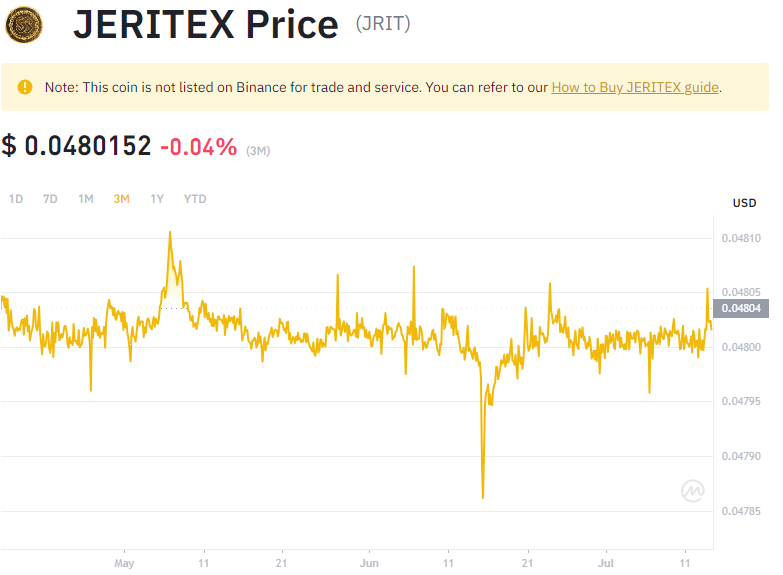 JERITEX Price (JRIT)
Note: This coin is not listed on Binance for trade and service. You can refer to our How to Buy JERITEX guide.
$ 0.0480152 -0.04% (3M)
1D 7D 1M 3M 1Y YTD
USD
0.04810
0.04805
0.04804
0.04800
0.04795
0.04790
0.04785
May 11 21 Jun 11 21 Jul 11